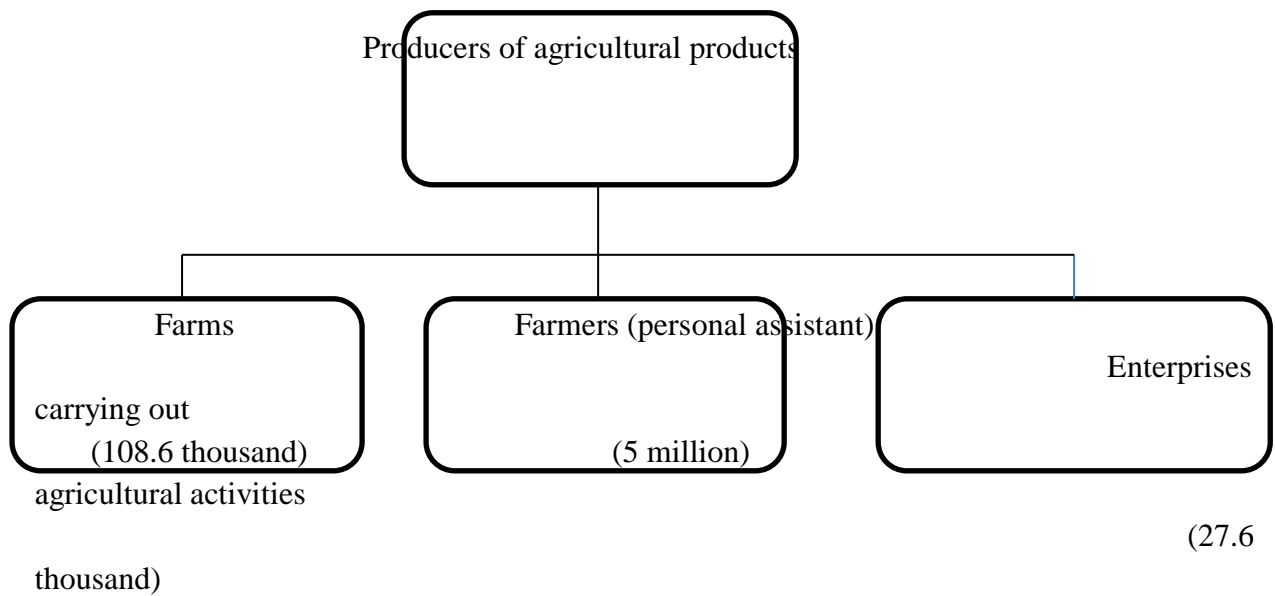 Producers of agricultural products
Farms Farmers (personal assistant)
Enterprises
carrying out
(108.6 thousand) (5 million)
agricultural activities
(27.6
thousand)